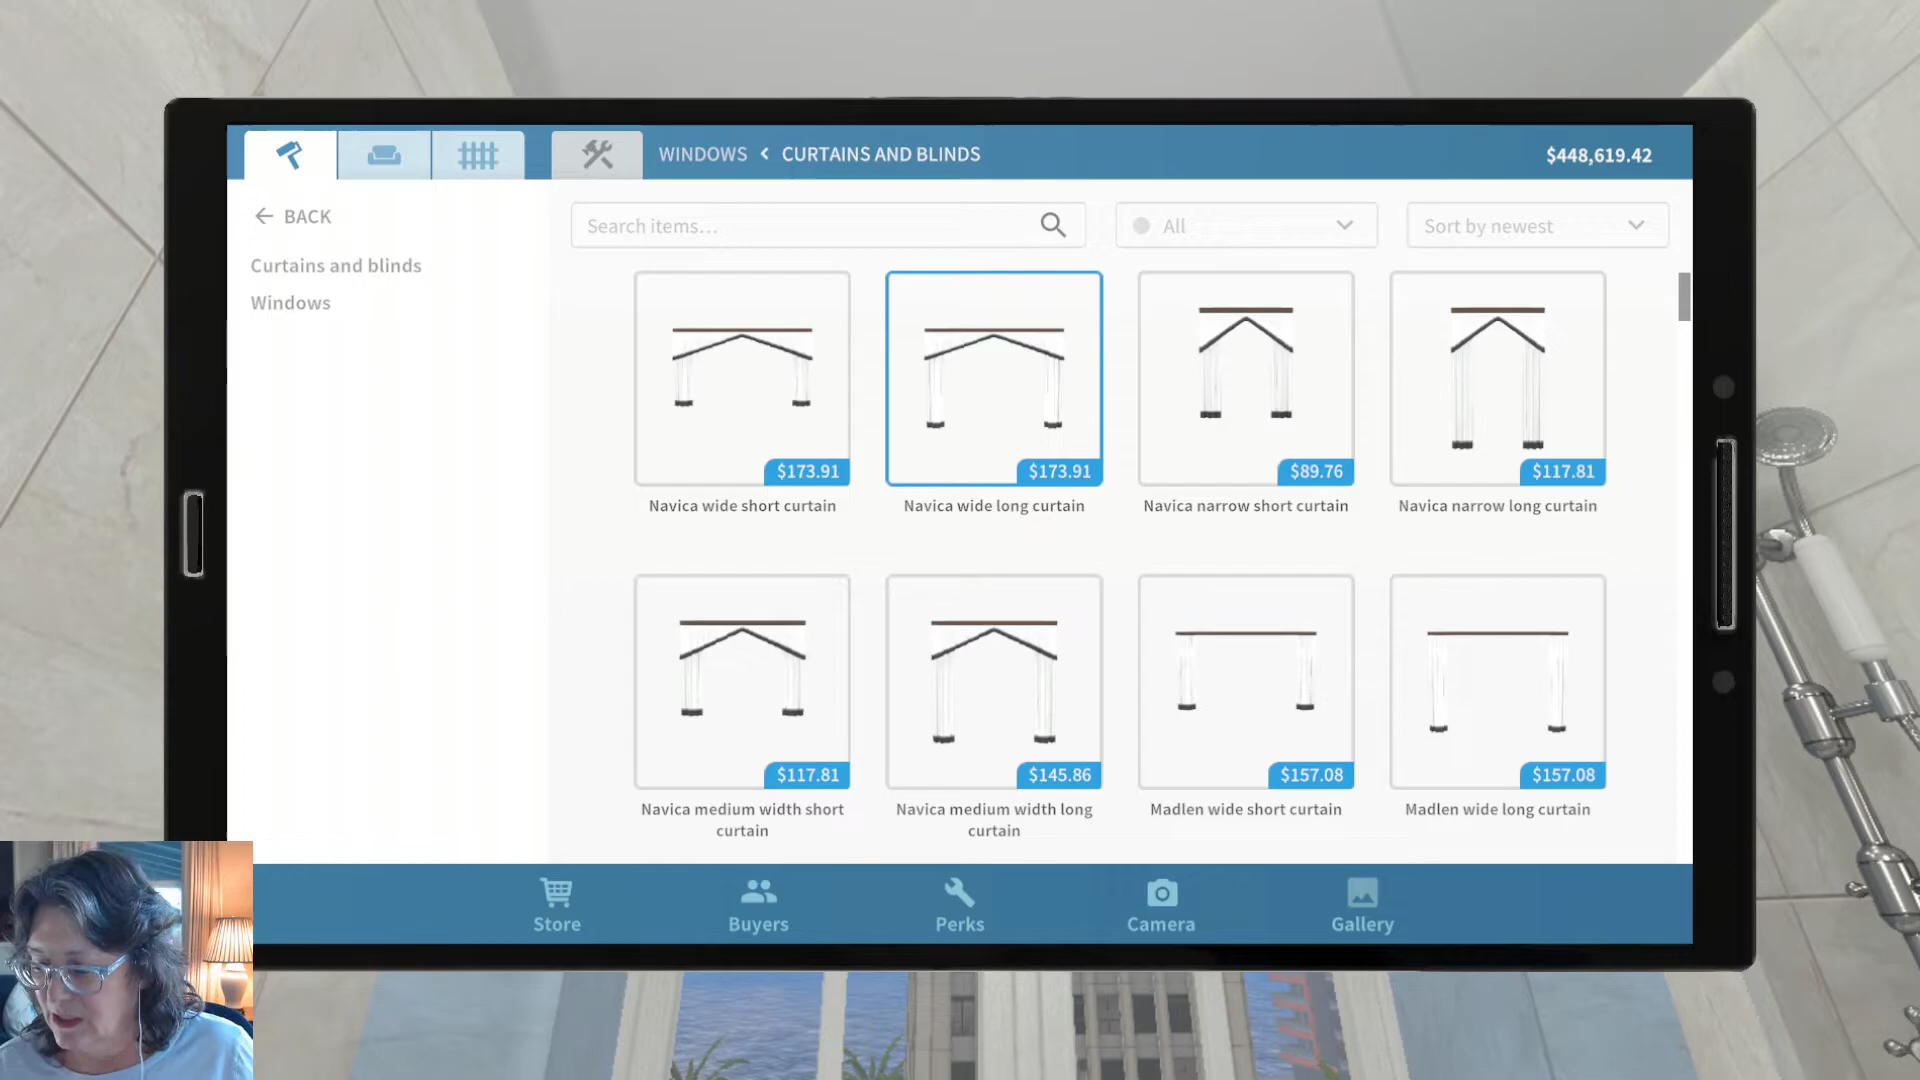 WINDOWS < CURTAINS AND BLINDS
$448,619.42
BACK
Curtains and blinds
Windows
Search items...
All
Sort by newest
$173.91
$173.91
$89.76
$117.81
Navica wide short curtain
Navica wide long curtain
Navica narrow short curtain
Navica narrow long curtain
$117.81
$145.86
$157.08
$157.08
Navica medium width short
curtain
Navica medium width long
curtain
Madlen wide short curtain
Madlen wide long curtain
Store
Buyers
Perks
Camera
Gallery